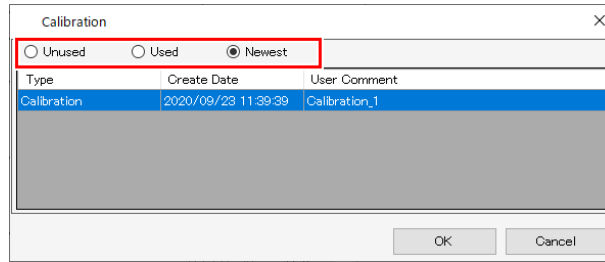 Calibration
Unused Used Newest
Type Create Date User Comment
Calibration 2020/09/23 11:39:39 Calibration_1
OK Cancel